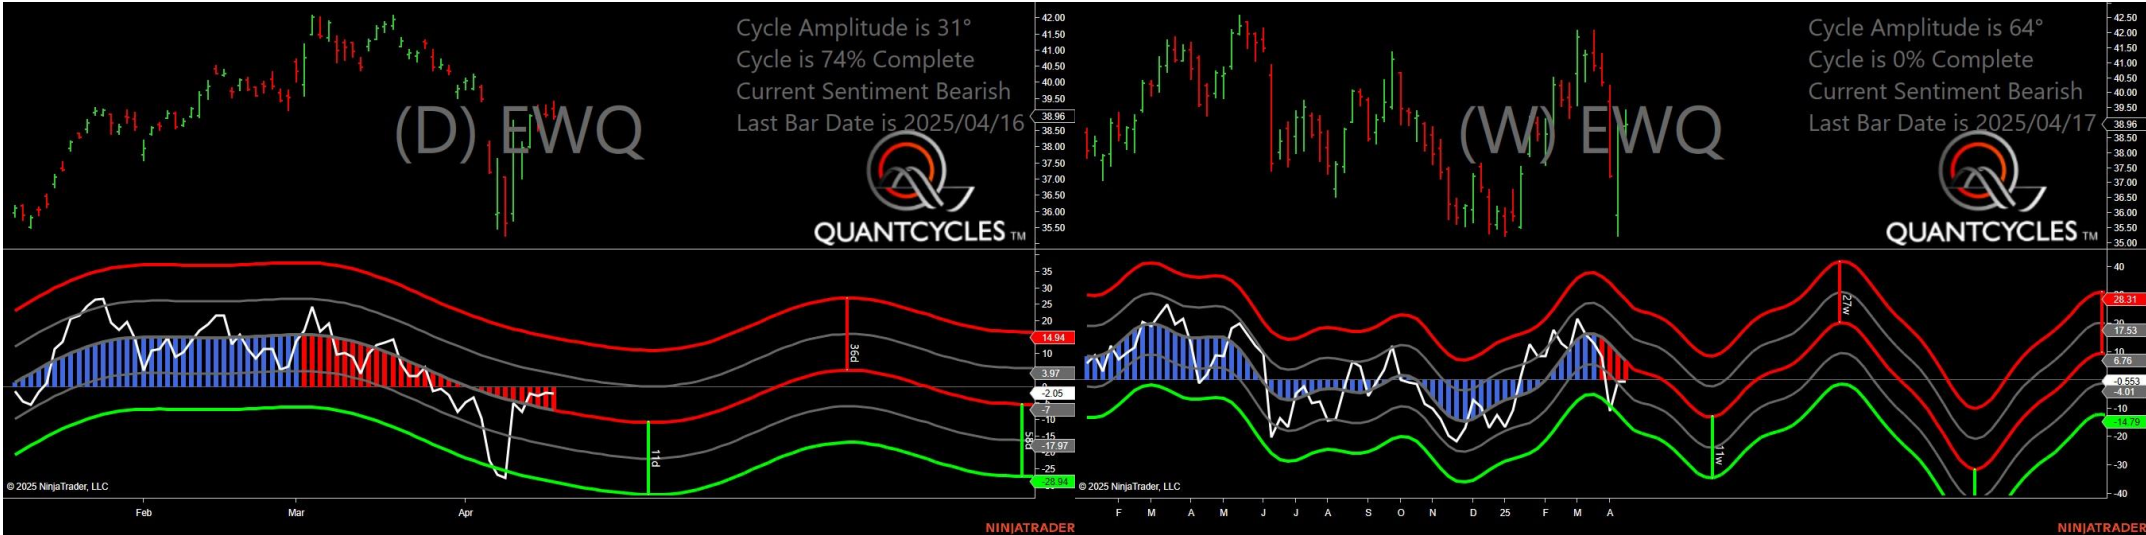 Cycle Amplitude is 31°
Cycle is 74% Complete
Current Sentiment Bearish
Last Bar Date is 2025/04/16
(D) EWQ
QUANTCYCLES TM
42.00
41.50
41.00
40.50
40.00
39.50
38.96
38.50
38.00
37.50
37.00
36.50
36.00
35.50
35
30
25
20
14.94
10
3.97
-2.05
-7
-10
-15
-17.97
-25
-28.94
36d
11d
58d
© 2025 NinjaTrader, LLC
Feb
Mar
Apr
NINJATRADER
Cycle Amplitude is 64°
Cycle is 0% Complete
Current Sentiment Bearish
Last Bar Date is 2025/04/17
(W) EWQ
QUANTCYCLES TM
42.50
42.00
41.50
41.00
40.50
40.00
39.50
38.96
38.50
38.00
37.50
37.00
36.50
36.00
35.50
35.00
40
28.31
17.53
10
6.76
-0.553
-4.01
-10
-14.79
-20
-30
-40
27w
11w
© 2025 NinjaTrader, LLC
F
M
A
M
J
J
A
S
O
N
D
25
F
M
A
NINJATRADER